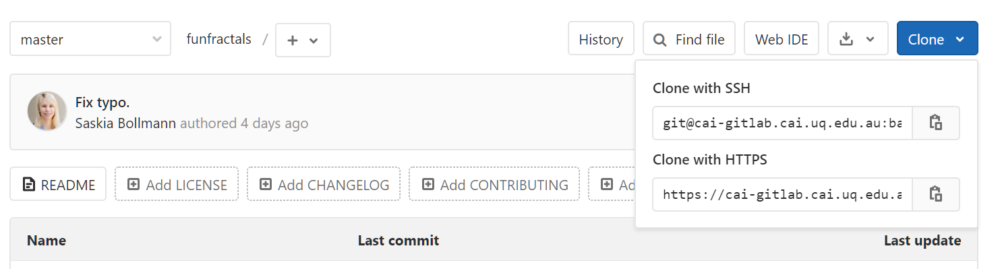 master funfractals / + History Find file Web IDE Clone
Clone with SSH
Fix typo.
Saskia Bollmann authored 4 days ago
git@cai-gitlab.cai.uq.edu.au:ba
Clone with HTTPS
README Add LICENSE Add CHANGELOG Add CONTRIBUTING Ad
https://cai-gitlab.cai.uq.edu.a
Name Last commit Last update